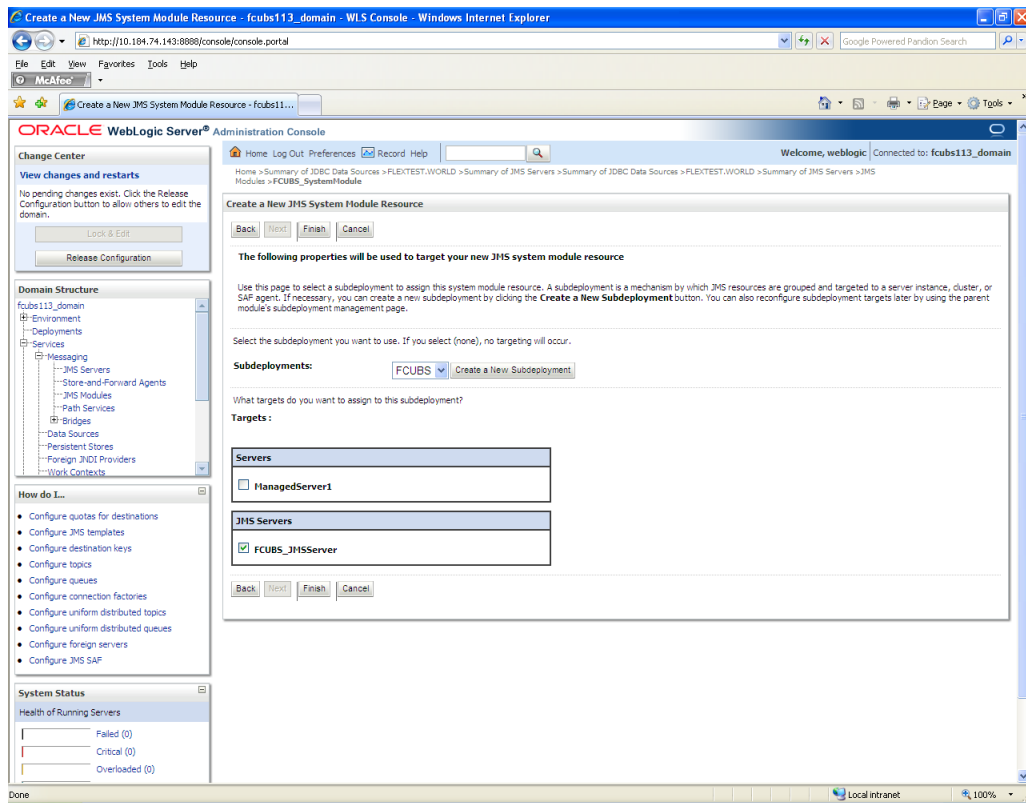 Create a New JMS System Module Resource - fcubs113_domain - WLS Console - Windows Internet Explorer
http://10.184.74.143:8888/console/console.portal
Google Powered Pandion Search
File Edit View Favorites Tools Help
McAfee
Create a New JMS System Module Resource - fcubs11...
Page Tools
ORACLE WebLogic Server® Administration Console
Change Center
View changes and restarts
No pending changes exist. Click the Release
Configuration button to allow others to edit the
domain.
Lock & Edit
Release Configuration
Domain Structure
fcubs113_domain
Environment
Deployments
Services
Messaging
JMS Servers
Store-and-Forward Agents
JMS Modules
Path Services
Bridges
Data Sources
Persistent Stores
Foreign JNDI Providers
Work Contexts
How do I...
Configure quotas for destinations
Configure JMS templates
Configure destination keys
Configure topics
Configure queues
Configure connection factories
Configure uniform distributed topics
Configure uniform distributed queues
Configure foreign servers
Configure JMS SAF
System Status
Health of Running Servers
Failed (0)
Critical (0)
Overloaded (0)
Home Log Out Preferences Record Help
Welcome, weblogic Connected to: fcubs113_domain
Home >Summary of JDBC Data Sources >FLEXTEST.WORLD >Summary of JMS Servers >Summary of JDBC Data Sources >FLEXTEST.WORLD >Summary of JMS Servers >JMS
Modules >FCUBS_SystemModule
Create a New JMS System Module Resource
Back Next Finish Cancel
The following properties will be used to target your new JMS system module resource
Use this page to select a subdeployment to assign this system module resource. A subdeployment is a mechanism by which JMS resources are grouped and targeted to a server instance, cluster, or
SAF agent. If necessary, you can create a new subdeployment by clicking the Create a New Subdeployment button. You can also reconfigure subdeployment targets later by using the parent
module's subdeployment management page.
Select the subdeployment you want to use. If you select (none), no targeting will occur.
Subdeployments: FCUBS Create a New Subdeployment
What targets do you want to assign to this subdeployment?
Targets :
Servers
ManagedServer1
JMS Servers
FCUBS_JMSServer
Back Next Finish Cancel
Done
Local intranet
100%